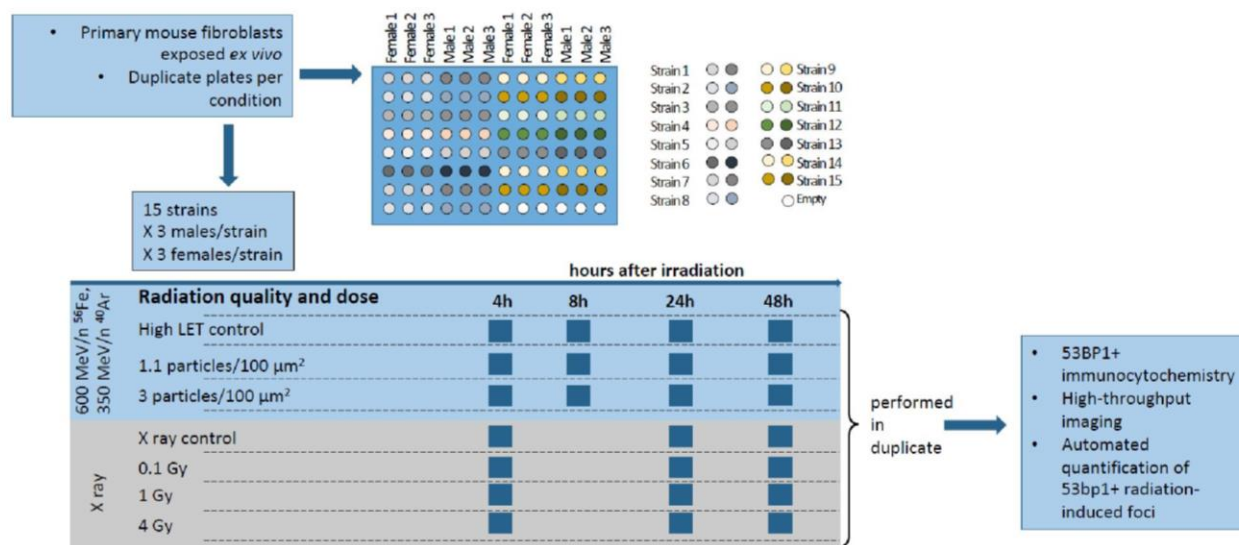 • Primary mouse fibroblasts
exposed ex vivo
• Duplicate plates per
condition
Female 1
Female 2
Female 3
Male 1
Male 2
Male 3
Female 1
Female 2
Female 3
Male 1
Male 2
Male 3
Strain 1
Strain 2
Strain 3
Strain 4
Strain 5
Strain 6
Strain 7
Strain 8
Strain 9
Strain 10
Strain 11
Strain 12
Strain 13
Strain 14
Strain 15
Empty
15 strains
X 3 males/strain
X 3 females/strain
hours after irradiation
Radiation quality and dose 4h 8h 24h 48h
600 MeV/n ⁵⁶Fe,
350 MeV/n ⁴⁰Ar
High LET control
1.1 particles/100 µm²
3 particles/100 µm²
X ray
X ray control
0.1 Gy
1 Gy
4 Gy
performed
in
duplicate
• 53BP1+
immunocytochemistry
• High-throughput
imaging
• Automated
quantification of
53bp1+ radiation-
induced foci